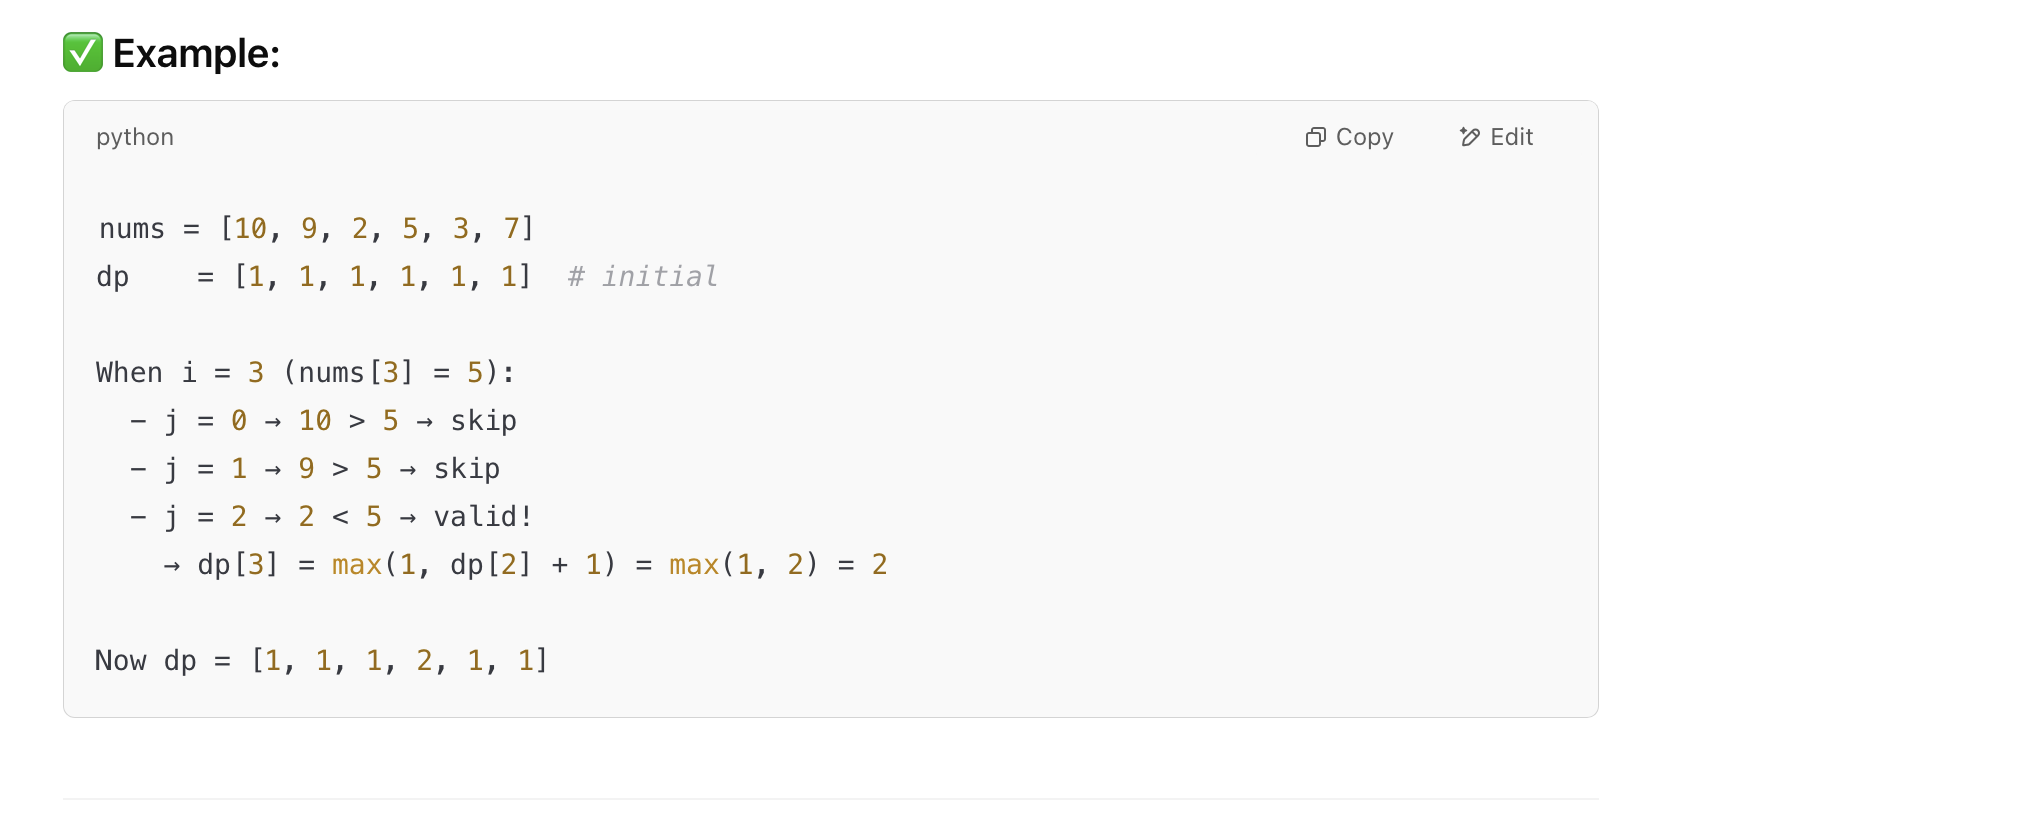 ✅ Example:
python
Copy
Edit
nums = [10, 9, 2, 5, 3, 7]
dp    = [1, 1, 1, 1, 1, 1]  # initial
When i = 3 (nums[3] = 5):
  - j = 0 → 10 > 5 → skip
  - j = 1 → 9 > 5 → skip
  - j = 2 → 2 < 5 → valid!
    → dp[3] = max(1, dp[2] + 1) = max(1, 2) = 2
Now dp = [1, 1, 1, 2, 1, 1]